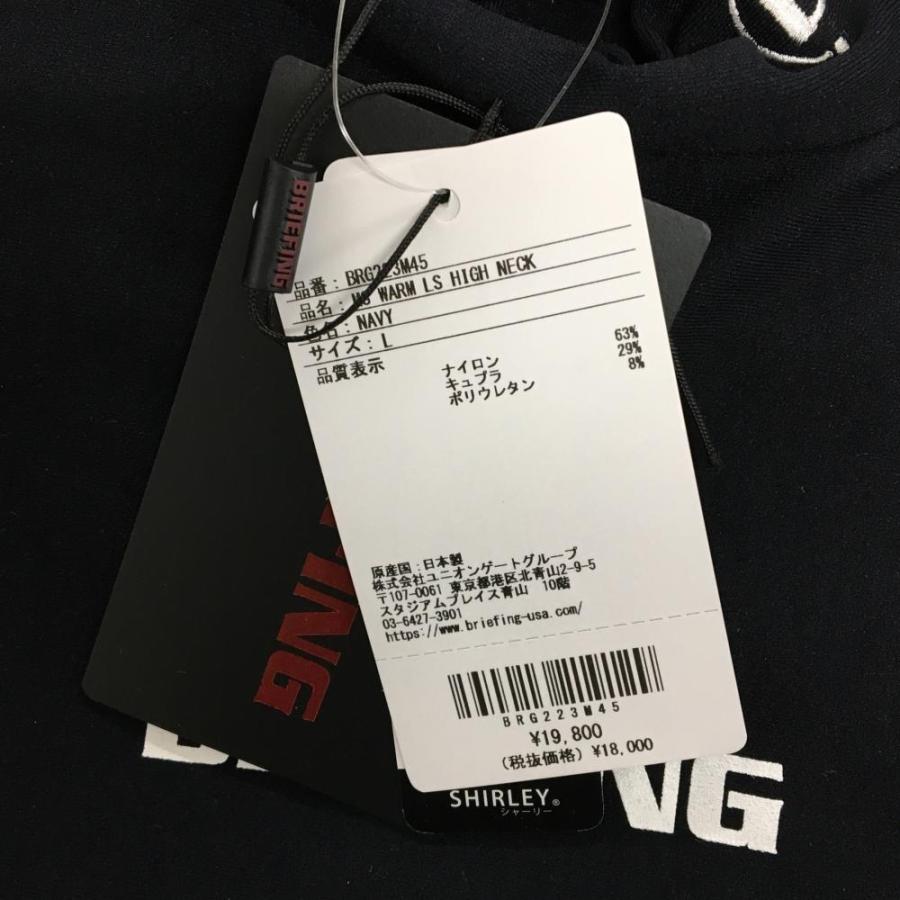 BRIEFING
品番：BRG223M45
品名：MS WARM LS HIGH NECK
色名：NAVY
サイズ：L
品質表示 ナイロン 63%
キュプラ 29%
ポリウレタン 8%
原産国：日本製
株式会社ユニオンゲートグループ
〒107-0061 東京都港区北青山2-9-5
スタジアムプレイス青山 10階
03-6427-3901
https://www.briefing-usa.com/
BRG223M45
¥19,800
(税抜価格) ¥18,000
FING
SHIRLEY®
シャーリー
NG